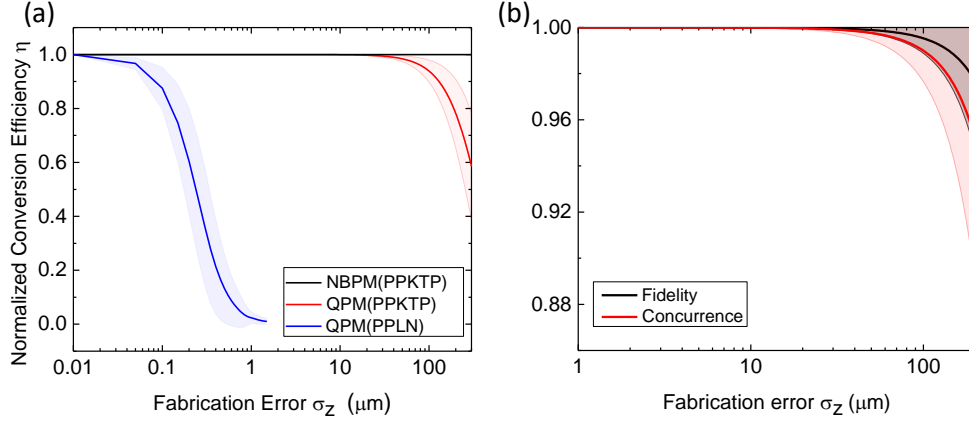 (a)
1.0
0.8
0.6
0.4
0.2
0.0
Normalized Conversion Efficiency η
NBPM(PPKTP)
QPM(PPKTP)
QPM(PPLN)
0.01 0.1 1 10 100
Fabrication Error σz (μm)
(b)
1.00
0.96
0.92
0.88
Fidelity
Concurrence
1 10 100
Fabrication error σz (μm)